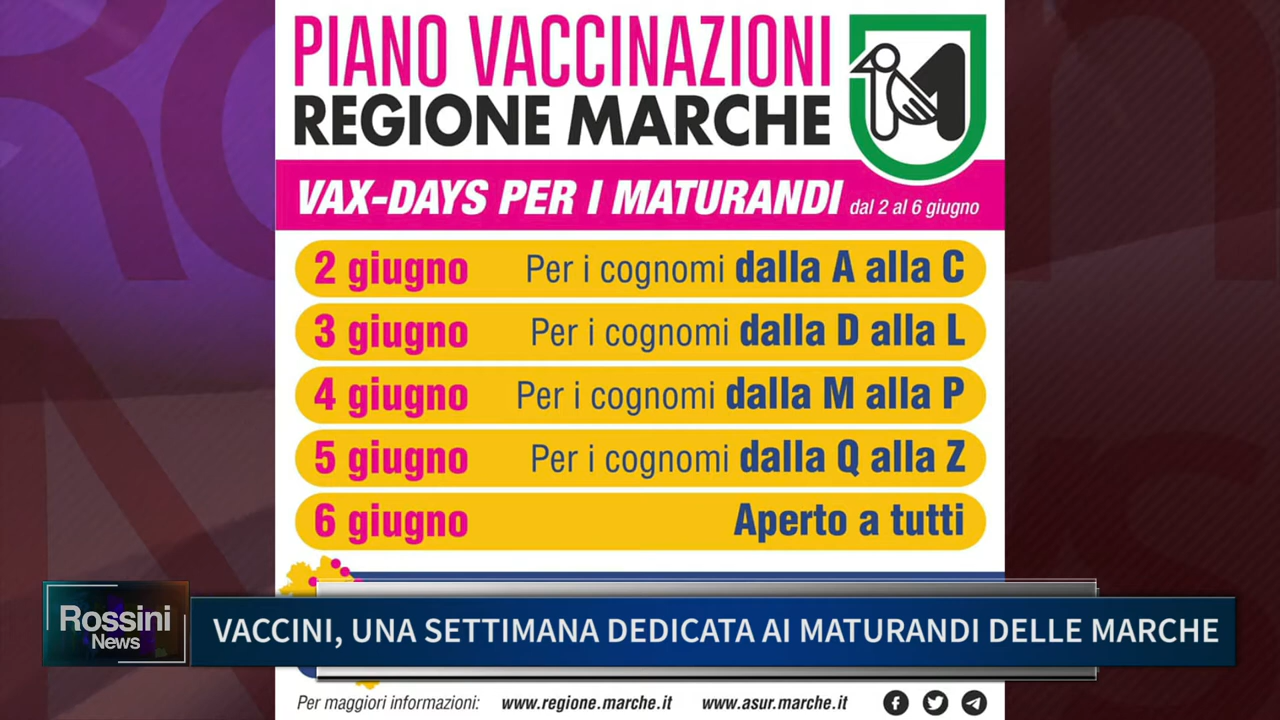 PIANO VACCINAZIONI
REGIONE MARCHE
VAX-DAYS PER I MATURANDI dal 2 al 6 giugno
2 giugno Per i cognomi dalla A alla C
3 giugno Per i cognomi dalla D alla L
4 giugno Per i cognomi dalla M alla P
5 giugno Per i cognomi dalla Q alla Z
6 giugno Aperto a tutti
Rossini
News
VACCINI, UNA SETTIMANA DEDICATA AI MATURANDI DELLE MARCHE
Per maggiori informazioni: www.regione.marche.it www.asur.marche.it